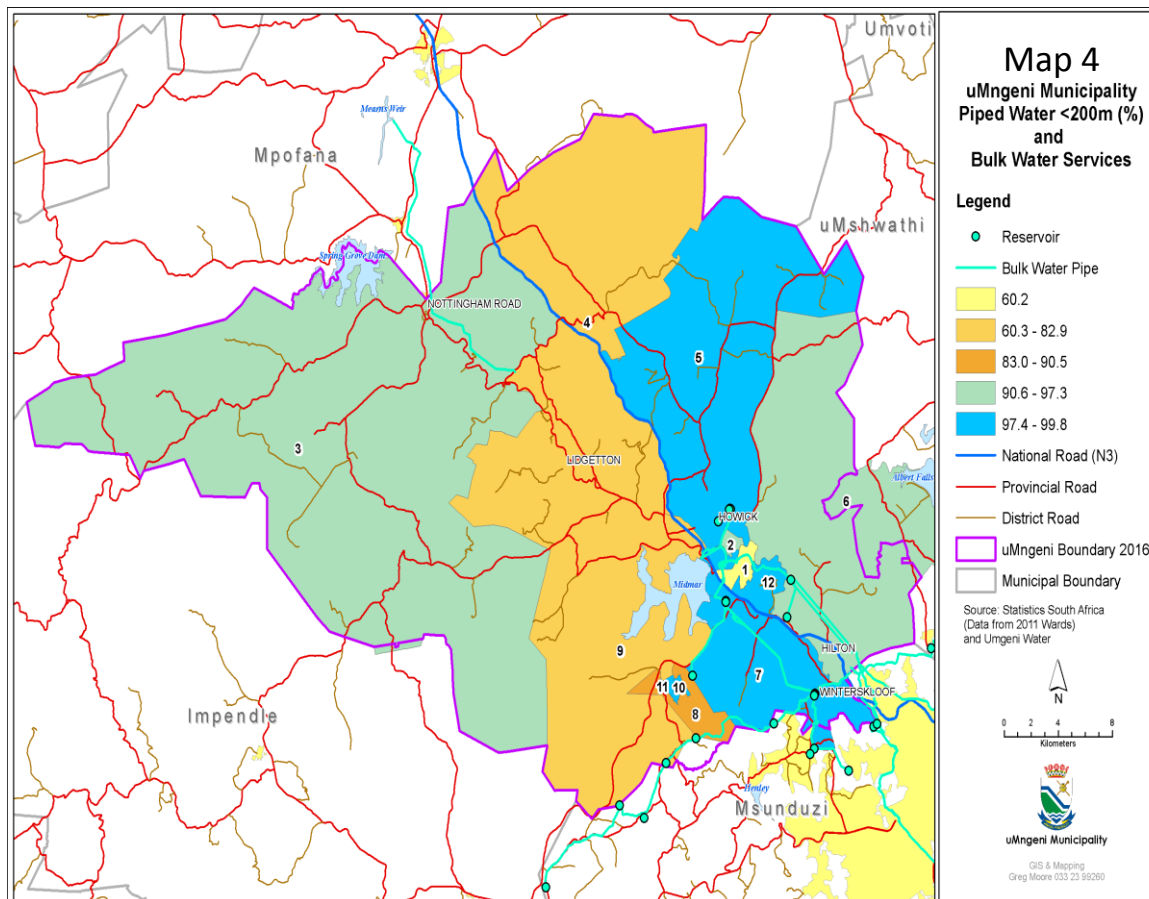 Umvoti
Mearns Weir
Mpofana
uMshwathi
Spring Grove Dam
NOTTINGHAM ROAD
4
5
3
LIDGETTON
Albert Falls
6
HOWICK
2
1
12
Midmar
HILTON
9
7
11
10
WINTERSKLOOF
8
Impendle
Henley
Msunduzi
Map 4
uMngeni Municipality
Piped Water <200m (%)
and
Bulk Water Services
Legend
Reservoir
Bulk Water Pipe
60.2
60.3 - 82.9
83.0 - 90.5
90.6 - 97.3
97.4 - 99.8
National Road (N3)
Provincial Road
District Road
uMngeni Boundary 2016
Municipal Boundary
Source: Statistics South Africa
(Data from 2011 Wards)
and Umgeni Water
N
0 2 4 8
Kilometers
uMngeni Municipality
GIS & Mapping
Greg Moore 033 23 99260